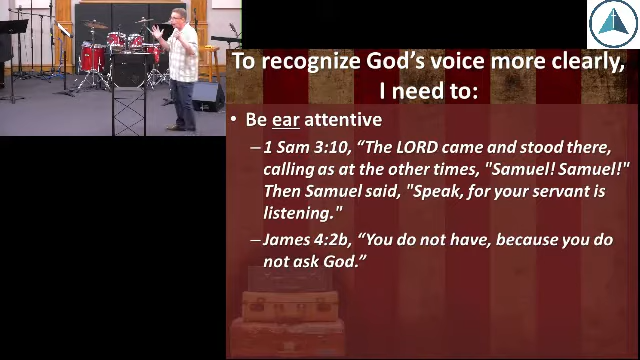 To recognize God's voice more clearly,
I need to:
• Be ear attentive
–1 Sam 3:10, “The LORD came and stood there,
calling as at the other times, "Samuel! Samuel!"
Then Samuel said, "Speak, for your servant is
listening."
–James 4:2b, “You do not have, because you do
not ask God.”